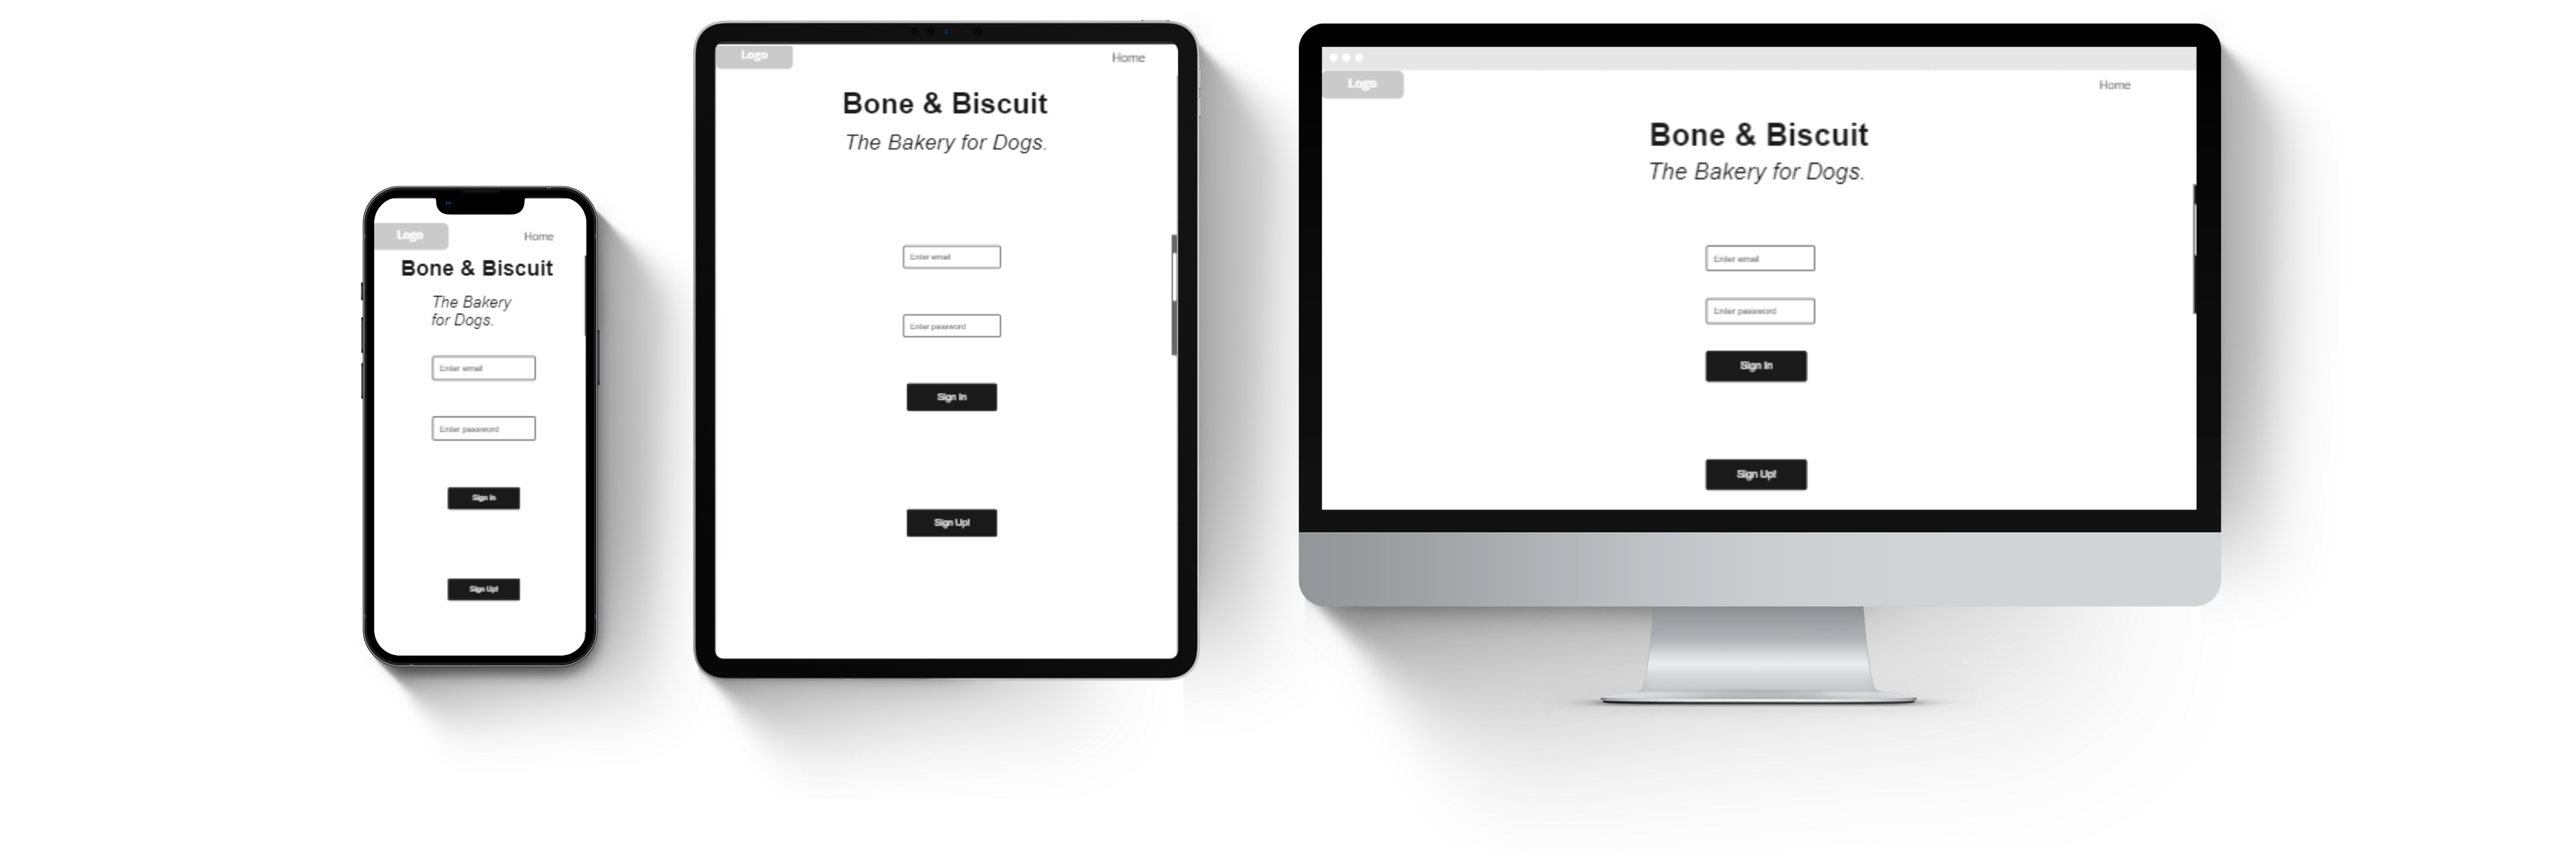 Logo
Home
Bone & Biscuit
The Bakery
for Dogs.
Enter email
Enter password
Sign In
Sign Up!
Logo
Home
Bone & Biscuit
The Bakery for Dogs.
Enter email
Enter password
Sign In
Sign Up!
Logo
Home
Bone & Biscuit
The Bakery for Dogs.
Enter email
Enter password
Sign In
Sign Up!